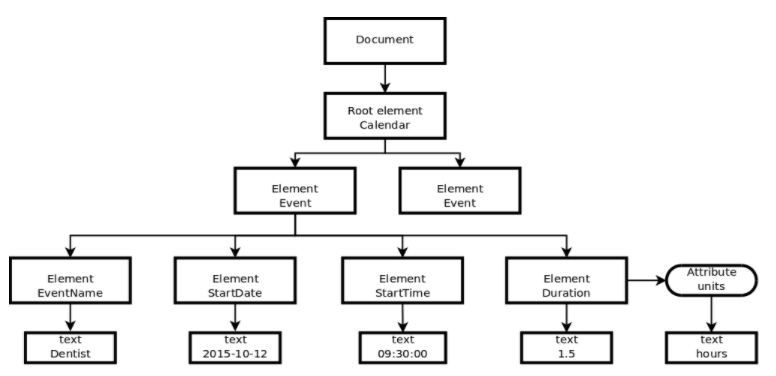 Document
Root element
Calendar
Element
Event
Element
Event
Element
EventName
Element
StartDate
Element
StartTime
Element
Duration
Attribute
units
text
Dentist
text
2015-10-12
text
09:30:00
text
1.5
text
hours